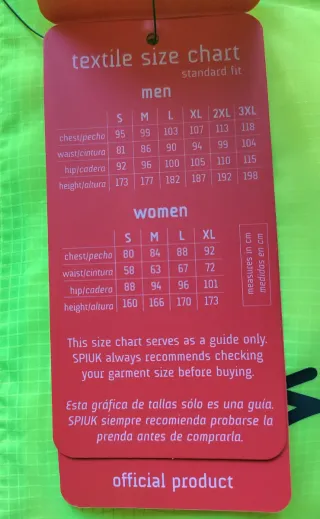 textile size chart
standard fit
men
S M L XL 2XL 3XL
chest/pecho 95 99 103 107 113 118
waist/cintura 81 86 90 94 99 104
hip/cadera 92 96 100 105 110 115
height/altura 173 177 182 187 192 198
women
S M L XL
chest/pecho 80 84 88 92
waist/cintura 58 63 67 72
hip/cadera 88 94 96 101
height/altura 160 166 170 173
measures in cm
medidas en cm
This size chart serves as a guide only.
SPIUK always recommends checking
your garment size before buying.
Esta gráfica de tallas sólo es una guía.
SPIUK siempre recomienda probarse la
prenda antes de comprarla.
official product